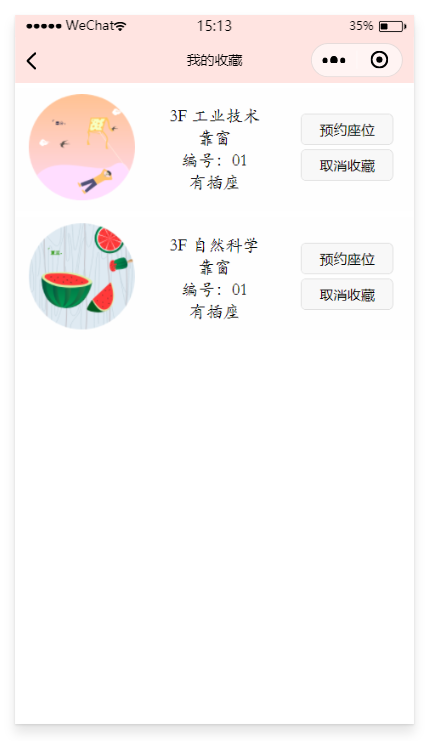 WeChat 15:13 35%
我的收藏
3F 工业技术
靠窗
编号：01
有插座
预约座位
取消收藏
3F 自然科学
靠窗
编号：01
有插座
预约座位
取消收藏